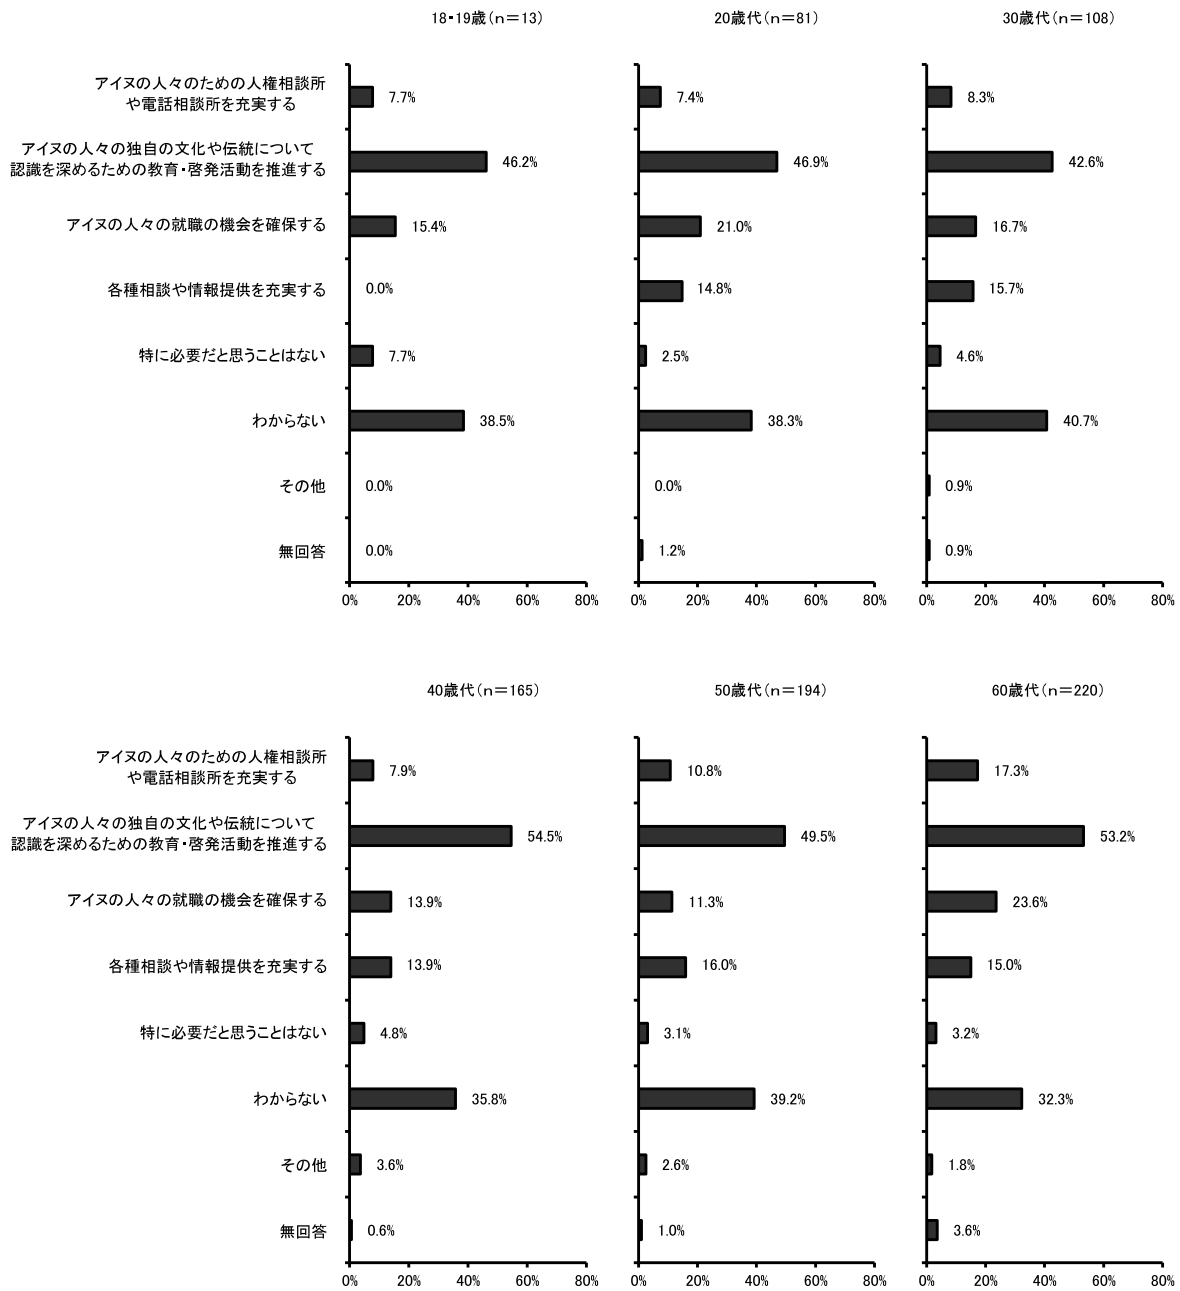 18・19歳(n=13)
20歳代(n=81)
30歳代(n=108)
アイヌの人々のための人権相談所
や電話相談所を充実する
7.7%
7.4%
8.3%
アイヌの人々の独自の文化や伝統について
認識を深めるための教育・啓発活動を推進する
46.2%
46.9%
42.6%
アイヌの人々の就職の機会を確保する
15.4%
21.0%
16.7%
各種相談や情報提供を充実する
0.0%
14.8%
15.7%
特に必要だと思うことはない
7.7%
2.5%
4.6%
わからない
38.5%
38.3%
40.7%
その他
0.0%
0.0%
0.9%
無回答
0.0%
1.2%
0.9%
0% 20% 40% 60% 80%
0% 20% 40% 60% 80%
0% 20% 40% 60% 80%
40歳代(n=165)
50歳代(n=194)
60歳代(n=220)
アイヌの人々のための人権相談所
や電話相談所を充実する
7.9%
10.8%
17.3%
アイヌの人々の独自の文化や伝統について
認識を深めるための教育・啓発活動を推進する
54.5%
49.5%
53.2%
アイヌの人々の就職の機会を確保する
13.9%
11.3%
23.6%
各種相談や情報提供を充実する
13.9%
16.0%
15.0%
特に必要だと思うことはない
4.8%
3.1%
3.2%
わからない
35.8%
39.2%
32.3%
その他
3.6%
2.6%
1.8%
無回答
0.6%
1.0%
3.6%
0% 20% 40% 60% 80%
0% 20% 40% 60% 80%
0% 20% 40% 60% 80%